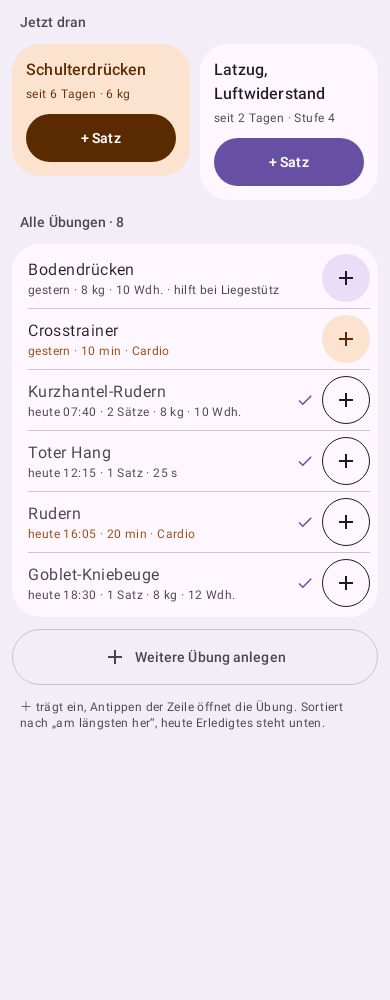 Jetzt dran
Schulterdrücken
seit 6 Tagen · 6 kg
+ Satz
Latzug,
Luftwiderstand
seit 2 Tagen · Stufe 4
+ Satz
Alle Übungen · 8
Bodendrücken
gestern · 8 kg · 10 Wdh. · hilft bei Liegestütz
Crosstrainer
gestern · 10 min · Cardio
Kurzhantel-Rudern
heute 07:40 · 2 Sätze · 8 kg · 10 Wdh.
Toter Hang
heute 12:15 · 1 Satz · 25 s
Rudern
heute 16:05 · 20 min · Cardio
Goblet-Kniebeuge
heute 18:30 · 1 Satz · 8 kg · 12 Wdh.
+ Weitere Übung anlegen
+ trägt ein, Antippen der Zeile öffnet die Übung. Sortiert
nach „am längsten her“, heute Erledigtes steht unten.